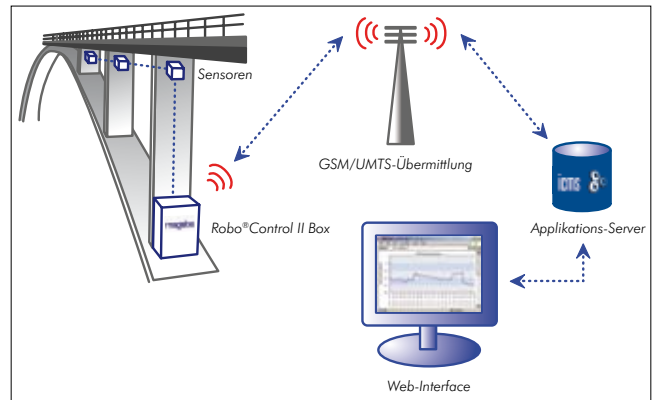 Sensoren
GSM/UMTS-Übermittlung
Robo®Control II Box
Applikations-Server
Web-Interface